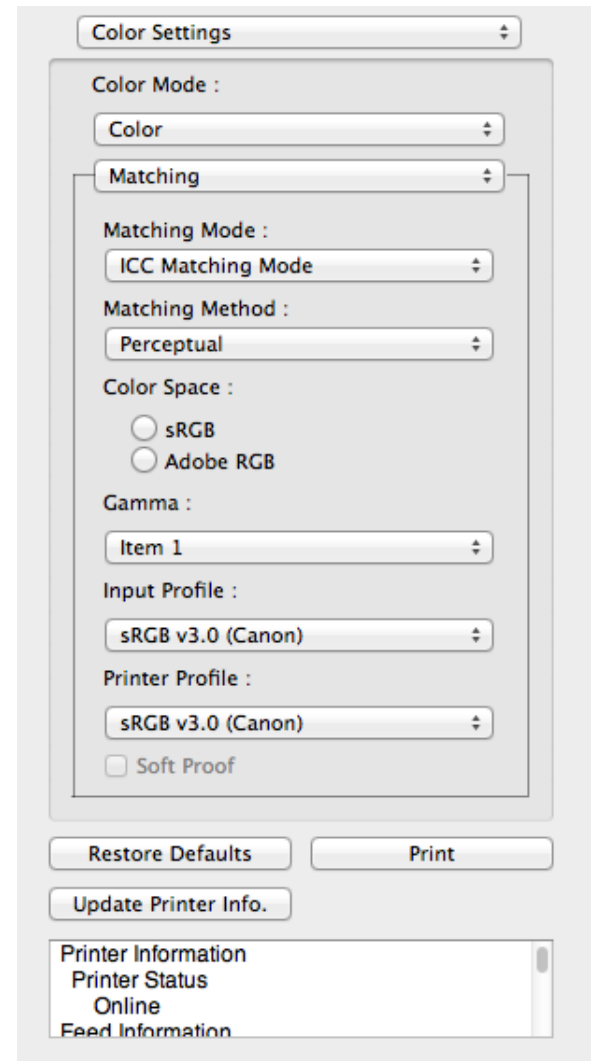 Color Settings
Color Mode :
Color
Matching
Matching Mode :
ICC Matching Mode
Matching Method :
Perceptual
Color Space :
sRGB
Adobe RGB
Gamma :
Item 1
Input Profile :
sRGB v3.0 (Canon)
Printer Profile :
sRGB v3.0 (Canon)
Soft Proof
Restore Defaults Print
Update Printer Info.
Printer Information
Printer Status
Online
Feed Information